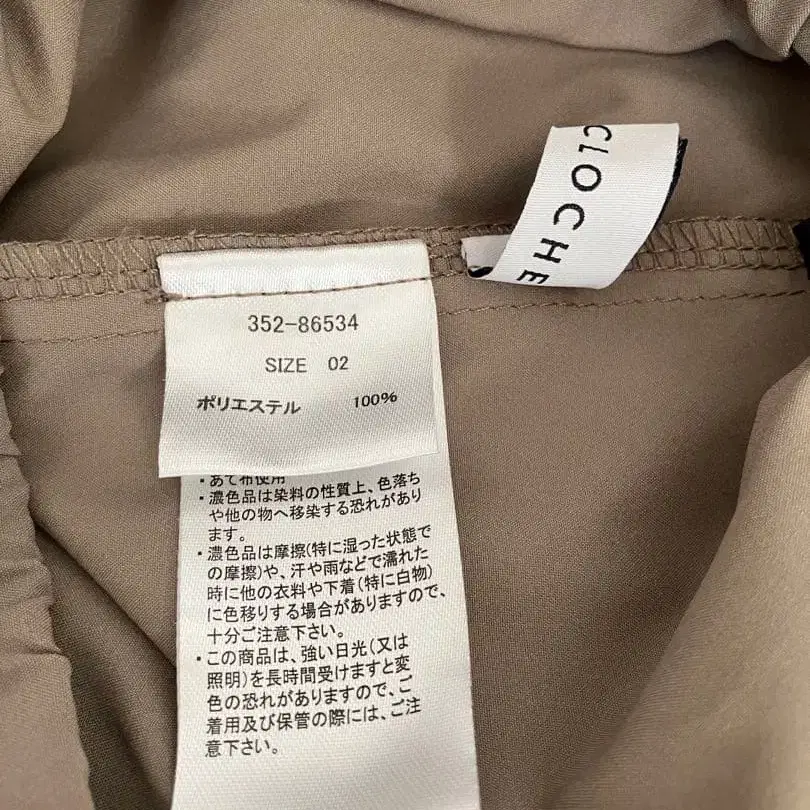 CLOCHE
352-86534
SIZE 02
ポリエステル 100%
・あて布使用
・濃色品は染料の性質上、色落ち
や他の物へ移染する恐れがあり
ます。
・濃色品は摩擦(特に湿った状態で
の摩擦)や、汗や雨などで濡れた
時に他の衣料や下着(特に白物)
に色移りする場合がありますので、
十分ご注意下さい。
・この商品は、強い日光(又は
照明)を長時間受けますと変
色の恐れがありますので、ご
着用及び保管の際には、ご注
意下さい。